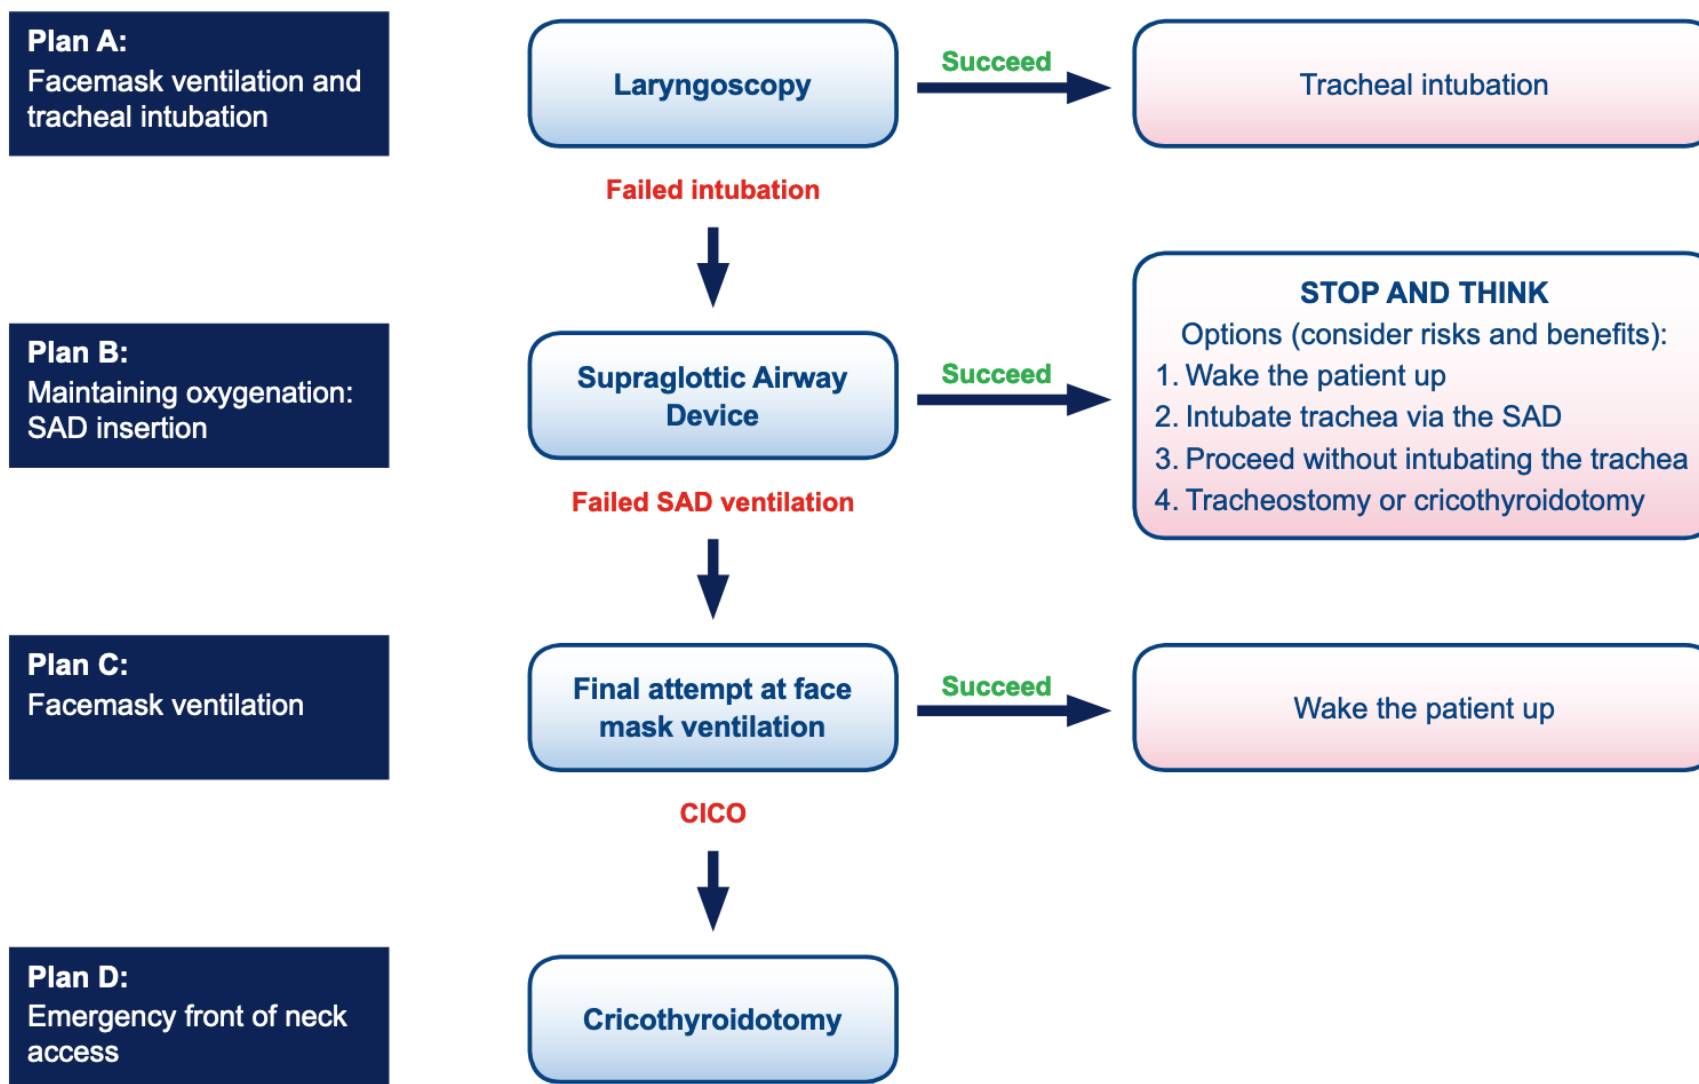 Plan A:
Facemask ventilation and
tracheal intubation
Laryngoscopy
Succeed
Tracheal intubation
Failed intubation
Plan B:
Maintaining oxygenation:
SAD insertion
Supraglottic Airway
Device
Succeed
STOP AND THINK
Options (consider risks and benefits):
1. Wake the patient up
2. Intubate trachea via the SAD
3. Proceed without intubating the trachea
4. Tracheostomy or cricothyroidotomy
Failed SAD ventilation
Plan C:
Facemask ventilation
Final attempt at face
mask ventilation
Succeed
Wake the patient up
CICO
Plan D:
Emergency front of neck
access
Cricothyroidotomy